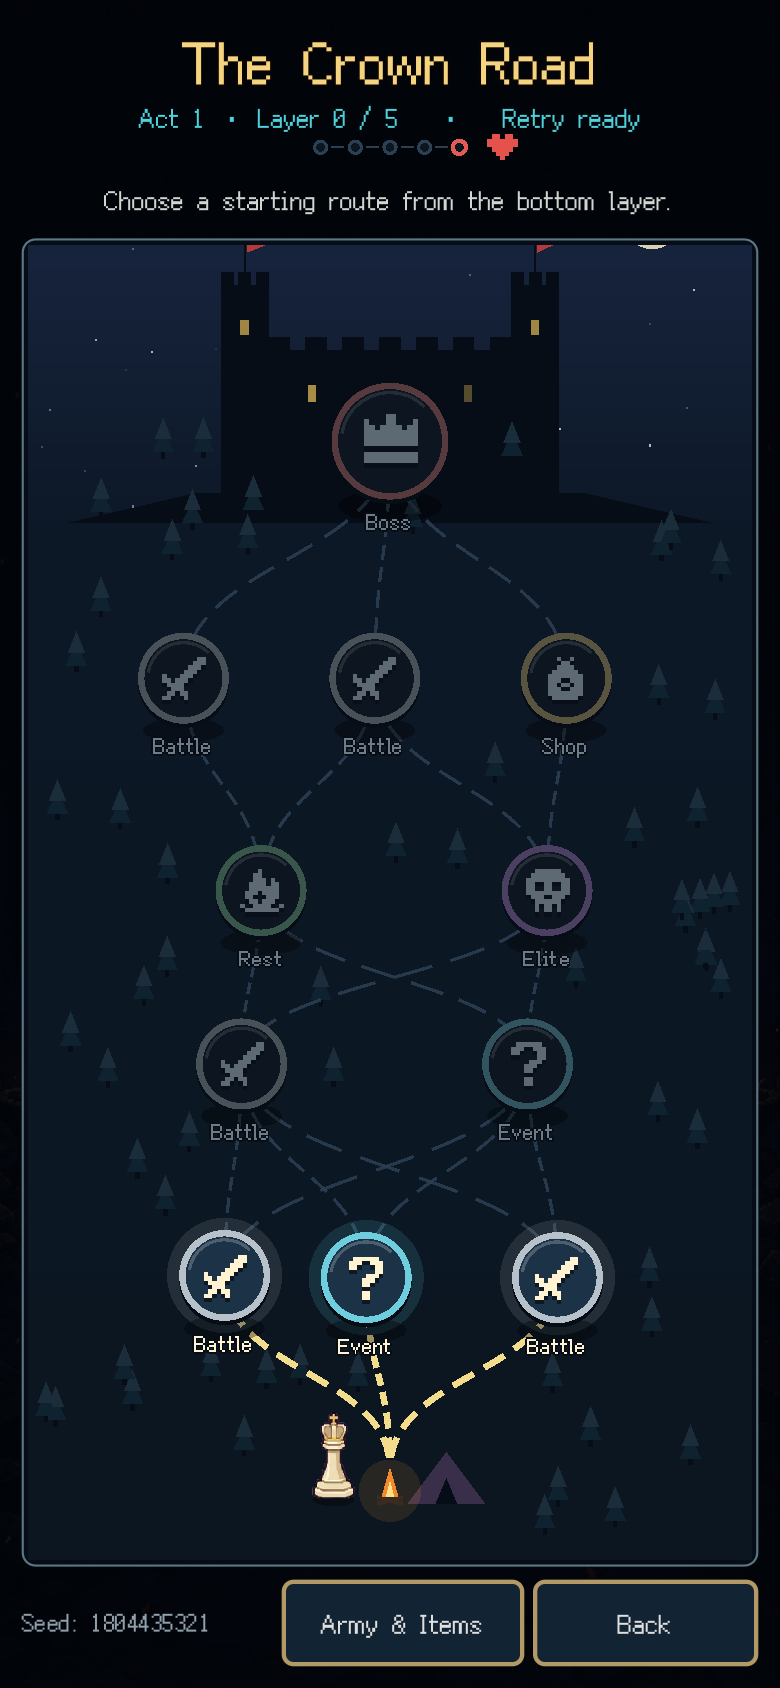 The Crown Road
Act 1 · Layer 0 / 5 · Retry ready
Choose a starting route from the bottom layer.
Boss
Battle Battle Shop
Rest Elite
Battle Event
Battle Event Battle
Seed: 1804435321 Army & Items Back